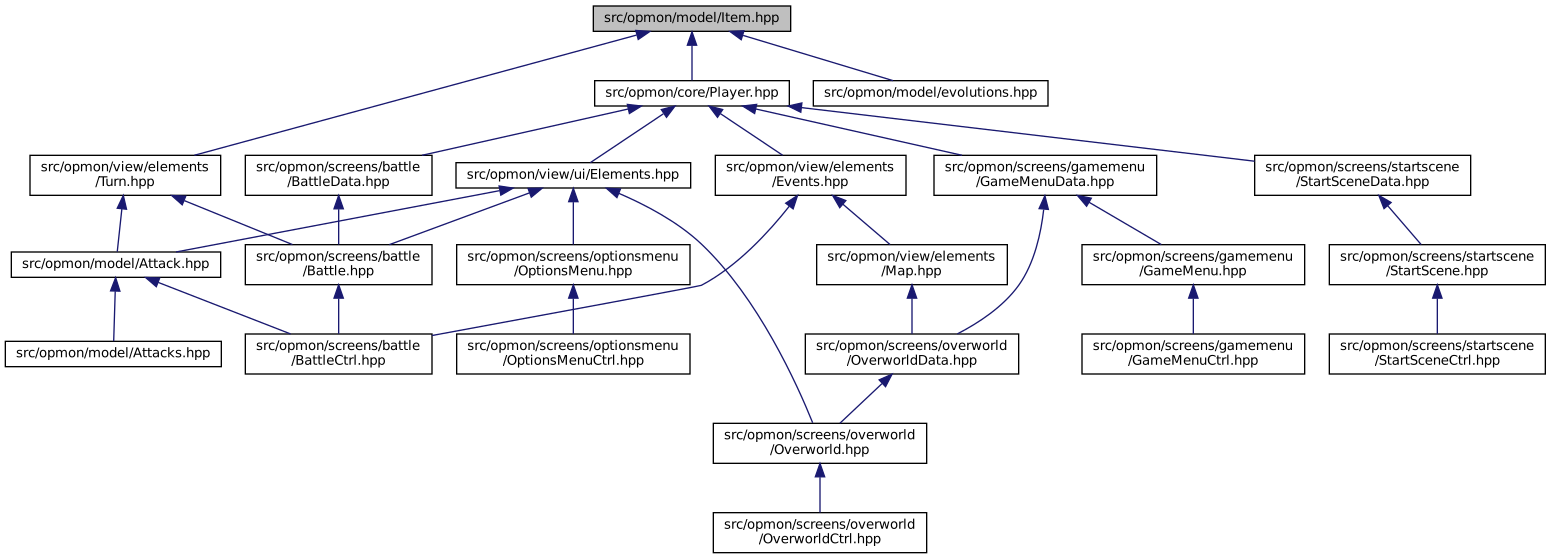 src/opmon/model/Item.hpp
src/opmon/core/Player.hpp
src/opmon/model/evolutions.hpp
src/opmon/view/elements
/Turn.hpp
src/opmon/screens/battle
/BattleData.hpp
src/opmon/view/ui/Elements.hpp
src/opmon/view/elements
/Events.hpp
src/opmon/screens/gamemenu
/GameMenuData.hpp
src/opmon/screens/startscene
/StartSceneData.hpp
src/opmon/model/Attack.hpp
src/opmon/screens/battle
/Battle.hpp
src/opmon/screens/optionsmenu
/OptionsMenu.hpp
src/opmon/view/elements
/Map.hpp
src/opmon/screens/gamemenu
/GameMenu.hpp
src/opmon/screens/startscene
/StartScene.hpp
src/opmon/model/Attacks.hpp
src/opmon/screens/battle
/BattleCtrl.hpp
src/opmon/screens/optionsmenu
/OptionsMenuCtrl.hpp
src/opmon/screens/overworld
/OverworldData.hpp
src/opmon/screens/gamemenu
/GameMenuCtrl.hpp
src/opmon/screens/startscene
/StartSceneCtrl.hpp
src/opmon/screens/overworld
/Overworld.hpp
src/opmon/screens/overworld
/OverworldCtrl.hpp